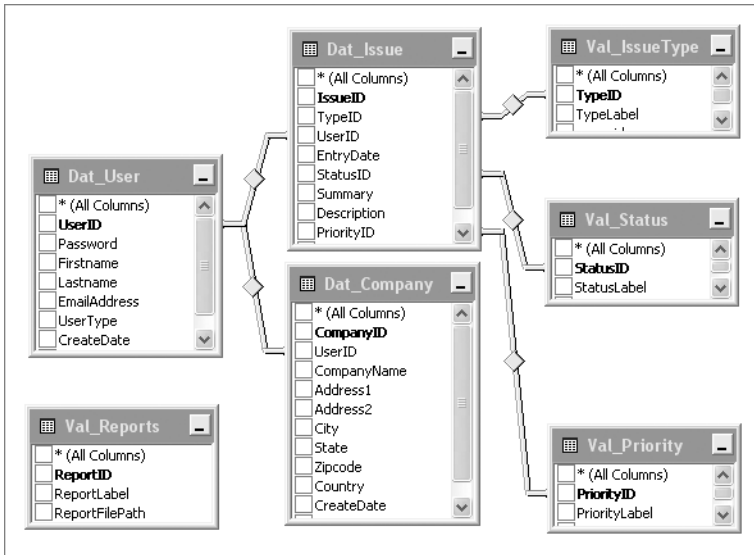 Dat_User
* (All Columns)
UserID
Password
Firstname
Lastname
EmailAddress
UserType
CreateDate
Val_Reports
* (All Columns)
ReportID
ReportLabel
ReportFilePath
Dat_Issue
* (All Columns)
IssueID
TypeID
UserID
EntryDate
StatusID
Summary
Description
PriorityID
Dat_Company
* (All Columns)
CompanyID
UserID
CompanyName
Address1
Address2
City
State
Zipcode
Country
CreateDate
Val_IssueType
* (All Columns)
TypeID
TypeLabel
Val_Status
* (All Columns)
StatusID
StatusLabel
Val_Priority
* (All Columns)
PriorityID
PriorityLabel